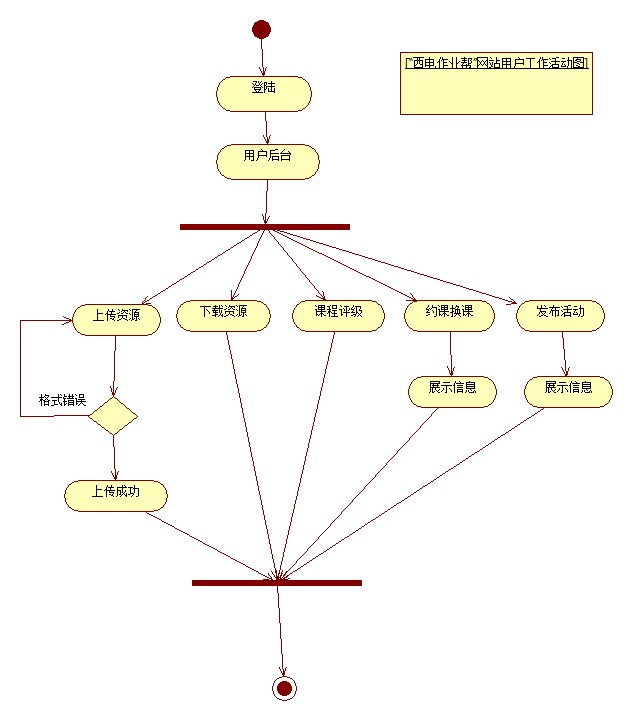 ["西电作业帮"网站用户工作活动图]
登陆
用户后台
上传资源
下载资源
课程评级
约课换课
发布活动
格式错误
展示信息
展示信息
上传成功